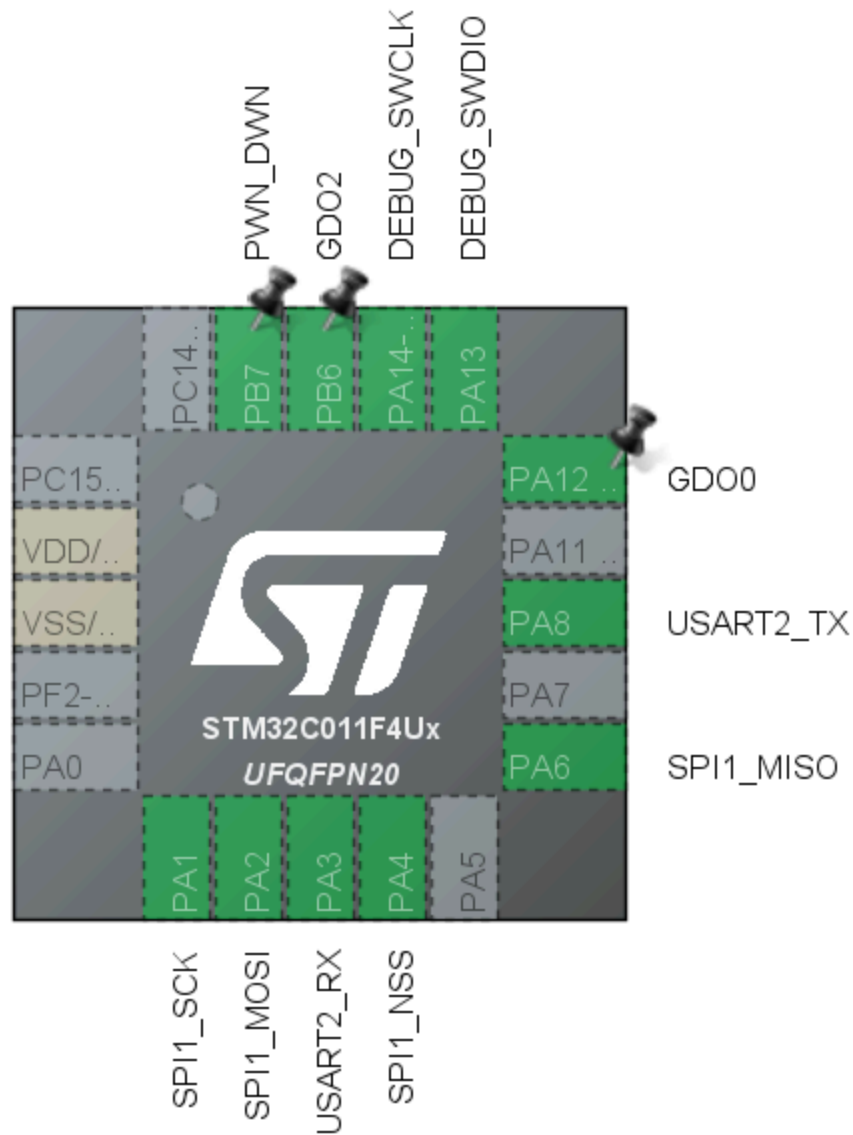 PWN_DWN
GDO2
DEBUG_SWCLK
DEBUG_SWDIO
PC14..
PB7
PB6
PA14-..
PA13
PC15..
VDD/..
VSS/..
PF2-..
PA0
PA12 ..
GDO0
PA11 ..
PA8
USART2_TX
PA7
PA6
SPI1_MISO
ST
STM32C011F4Ux
UFQFPN20
PA1
PA2
PA3
PA4
PA5
SPI1_SCK
SPI1_MOSI
USART2_RX
SPI1_NSS